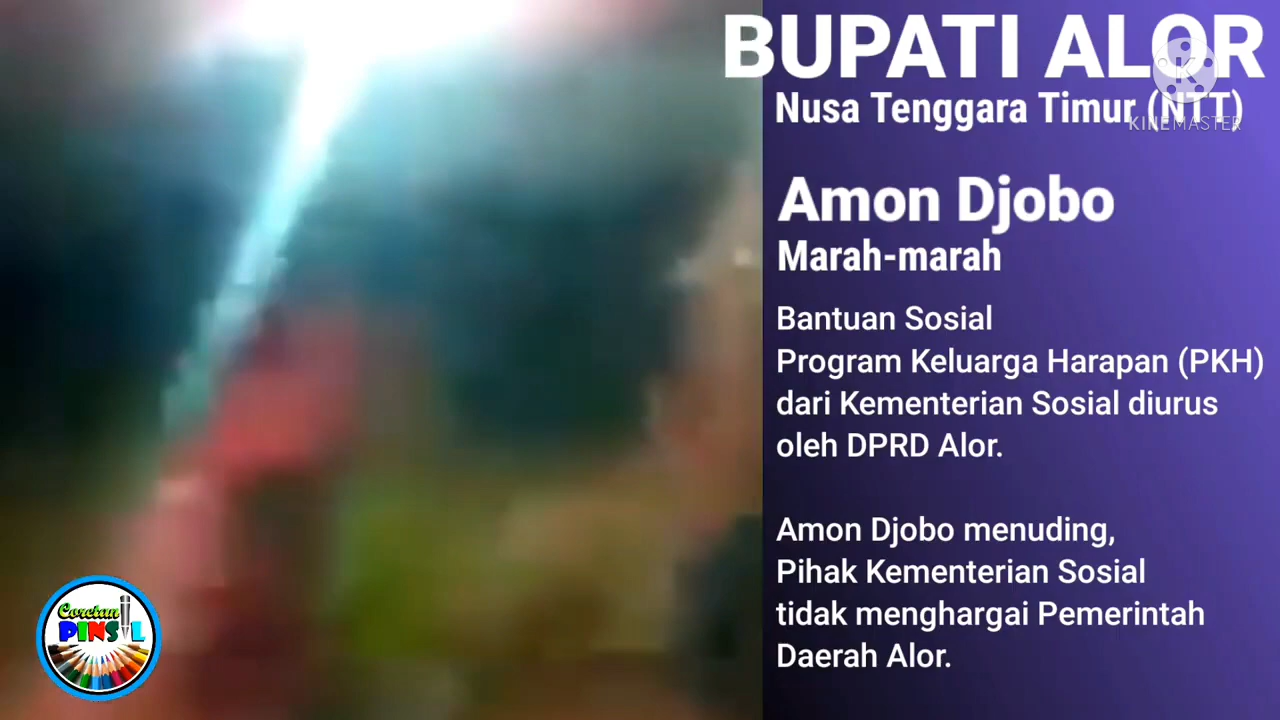 BUPATI ALOR
Nusa Tenggara Timur (NTT)
KINEMASTER
Amon Djobo
Marah-marah
Bantuan Sosial
Program Keluarga Harapan (PKH)
dari Kementerian Sosial diurus
oleh DPRD Alor.
Amon Djobo menuding,
Pihak Kementerian Sosial
tidak menghargai Pemerintah
Daerah Alor.
Coretan
PINSIL